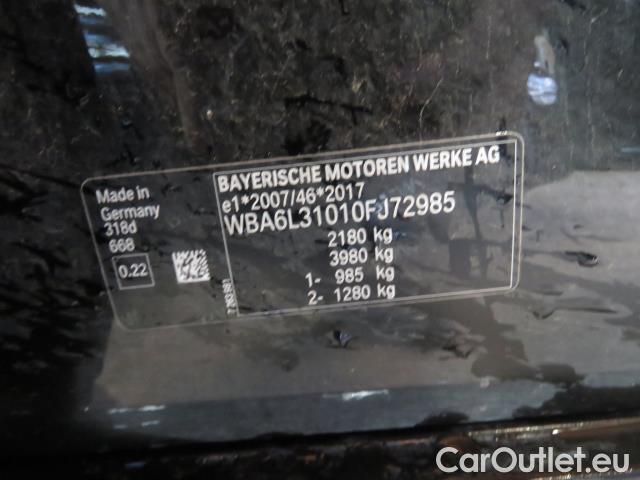 BAYERISCHE MOTOREN WERKE AG
e1*2007/46*2017
WBA6L31010FJ72985
2180 kg
3980 kg
1- 985 kg
2- 1280 kg
Made in
Germany
318d
668
0.22
CarOutlet.eu